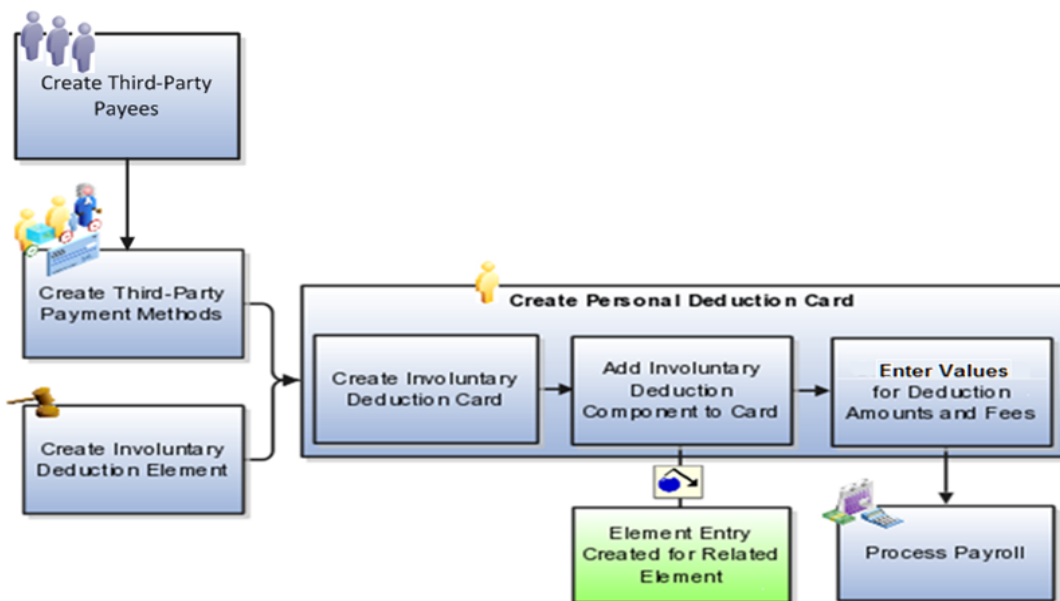 Create Third-Party
Payees
Create Third-Party
Payment Methods
Create Involuntary
Deduction Element
Create Personal Deduction Card
Create Involuntary
Deduction Card
Add Involuntary
Deduction
Component to Card
Enter Values
for Deduction
Amounts and Fees
Element Entry
Created for Related
Element
Process Payroll